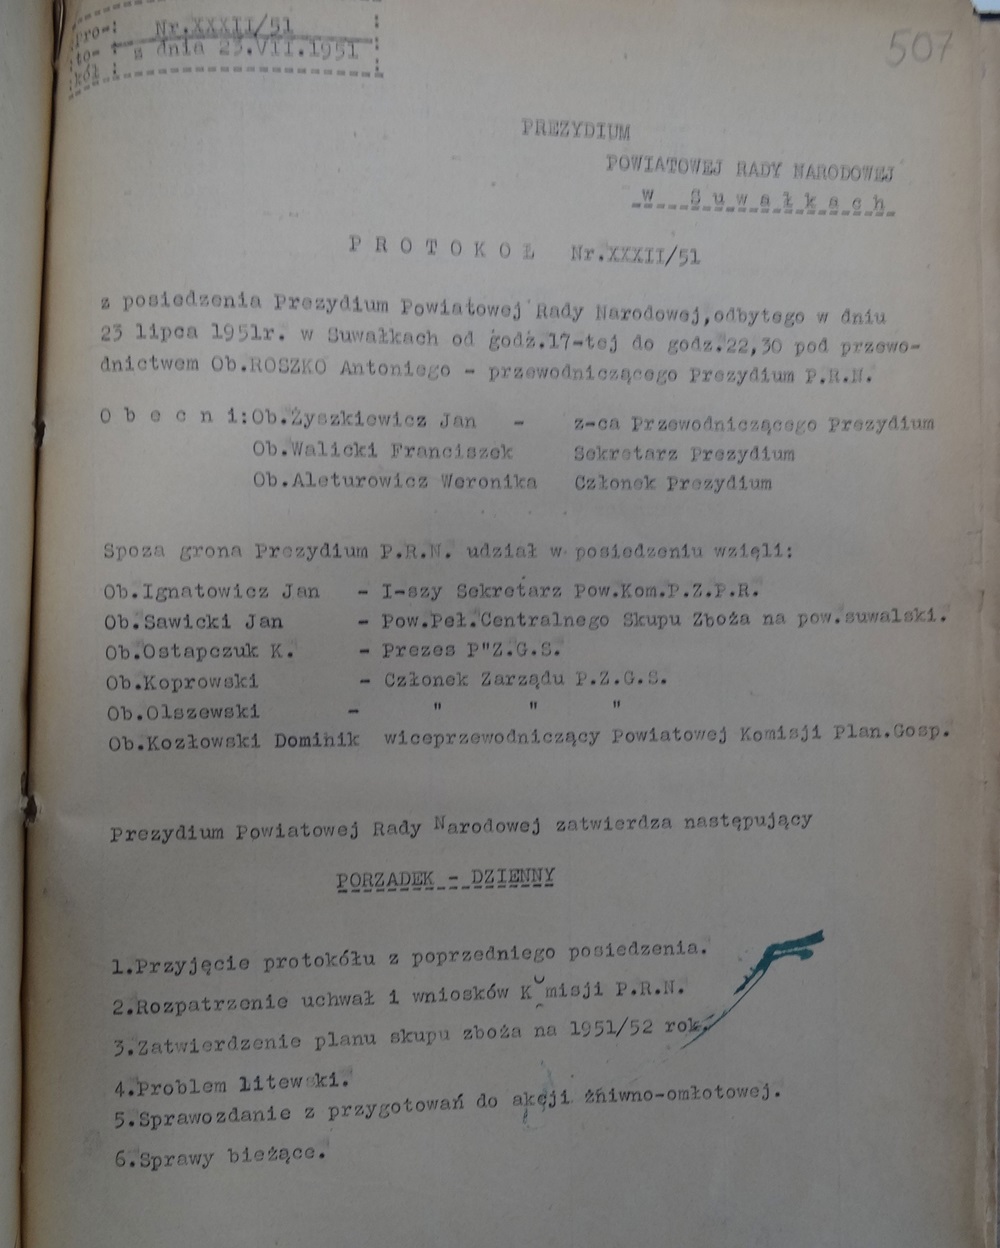 Pro-
to-
kół
Nr.XXXII/51
z dnia 23.VII.1951
507
PREZYDIUM
POWIATOWEJ RADY NARODOWEJ
w Suwałkach
P R O T O K O Ł Nr.XXXII/51
z posiedzenia Prezydium Powiatowej Rady Narodowej,odbytego w dniu
23 lipca 1951r. w Suwałkach od godź.17-tej do godz.22,30 pod przewo-
dnictwem Ob.ROSZKO Antoniego - przewodniczącego Prezydium P.R.N.
O b e c n i:Ob.Żyszkiewicz Jan - z-ca Przewodniczącego Prezydium
Ob.Walicki Franciszek Sekretarz Prezydium
Ob.Aleturowicz Weronika Członek Prezydium
Spoza grona Prezydium P.R.N. udział w posiedzeniu wzięli:
Ob.Ignatowicz Jan - I-szy Sekretarz Pow.Kom.P.Z.P.R.
Ob.Sawicki Jan - Pow.Peł.Centralnego Skupu Zboża na pow.suwalski.
Ob.Ostapczuk K. - Prezes P"Z.G.S.
Ob.Koprowski - Członek Zarządu P.Z.G.S.
Ob.Olszewski - " " "
Ob.Kozłowski Dominik wiceprzewodniczący Powiatowej Komisji Plan.Gosp.
Prezydium Powiatowej Rady Narodowej zatwierdza następujący
PORZADEK - DZIENNY
1.Przyjęcie protokółu z poprzedniego posiedzenia.
2.Rozpatrzenie uchwał i wniosków Komisji P.R.N.
3.Zatwierdzenie planu skupu zboża na 1951/52 rok.
4.Problem litewski.
5.Sprawozdanie z przygotowań do akcji żniwno-omłotowej.
6.Sprawy bieżące.